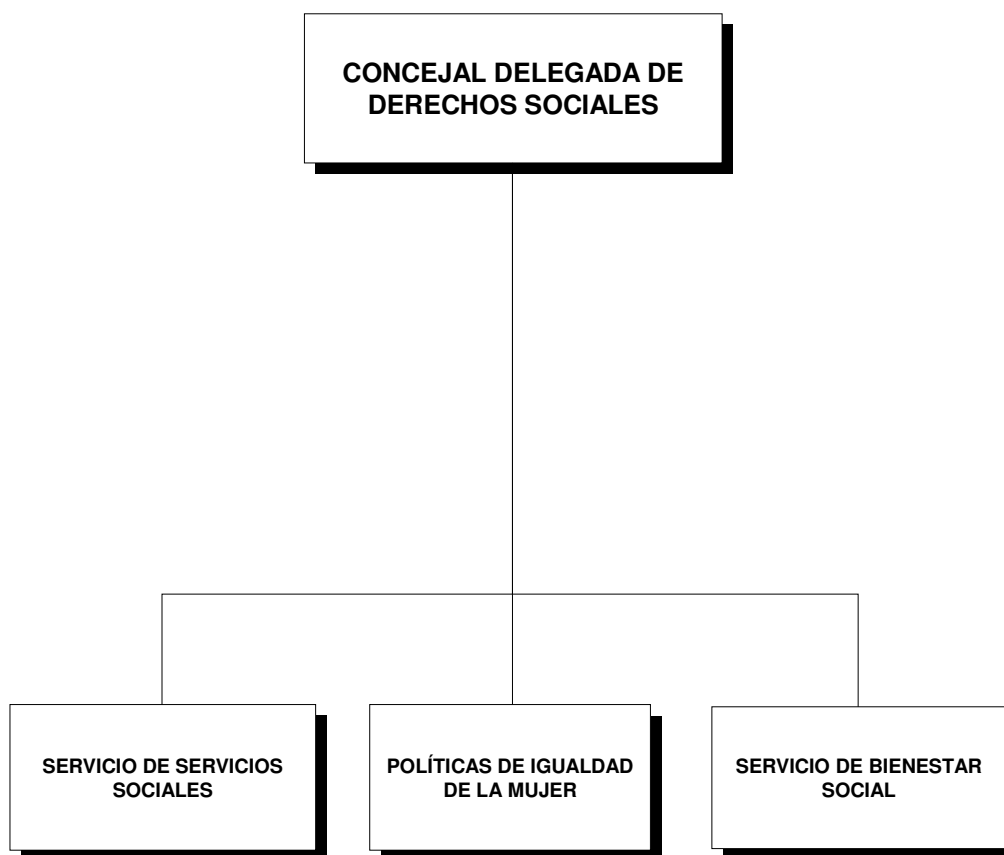 CONCEJAL DELEGADA DE
DERECHOS SOCIALES
SERVICIO DE SERVICIOS
SOCIALES
POLÍTICAS DE IGUALDAD
DE LA MUJER
SERVICIO DE BIENESTAR
SOCIAL